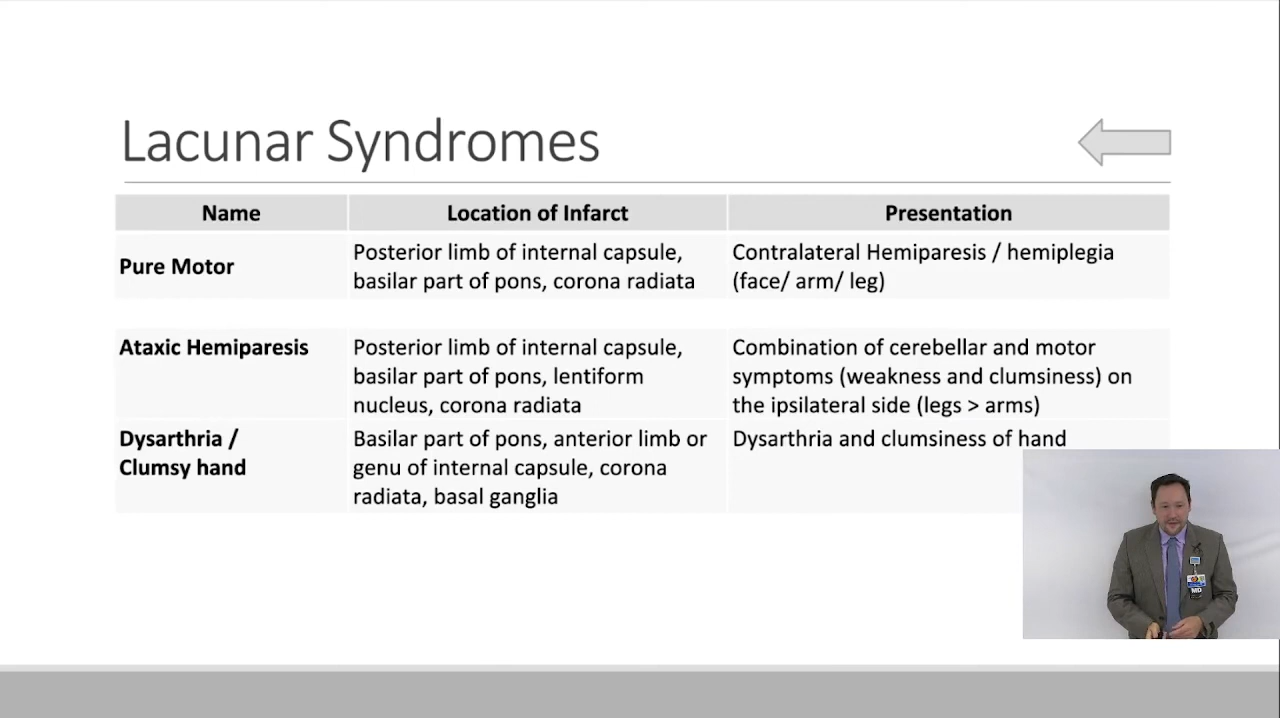 Lacunar Syndromes
Name Location of Infarct Presentation
Pure Motor
Posterior limb of internal capsule,
basilar part of pons, corona radiata
Contralateral Hemiparesis / hemiplegia
(face/ arm/ leg)
Ataxic Hemiparesis
Posterior limb of internal capsule,
basilar part of pons, lentiform
nucleus, corona radiata
Combination of cerebellar and motor
symptoms (weakness and clumsiness) on
the ipsilateral side (legs > arms)
Dysarthria /
Clumsy hand
Basilar part of pons, anterior limb or
genu of internal capsule, corona
radiata, basal ganglia
Dysarthria and clumsiness of hand
MD